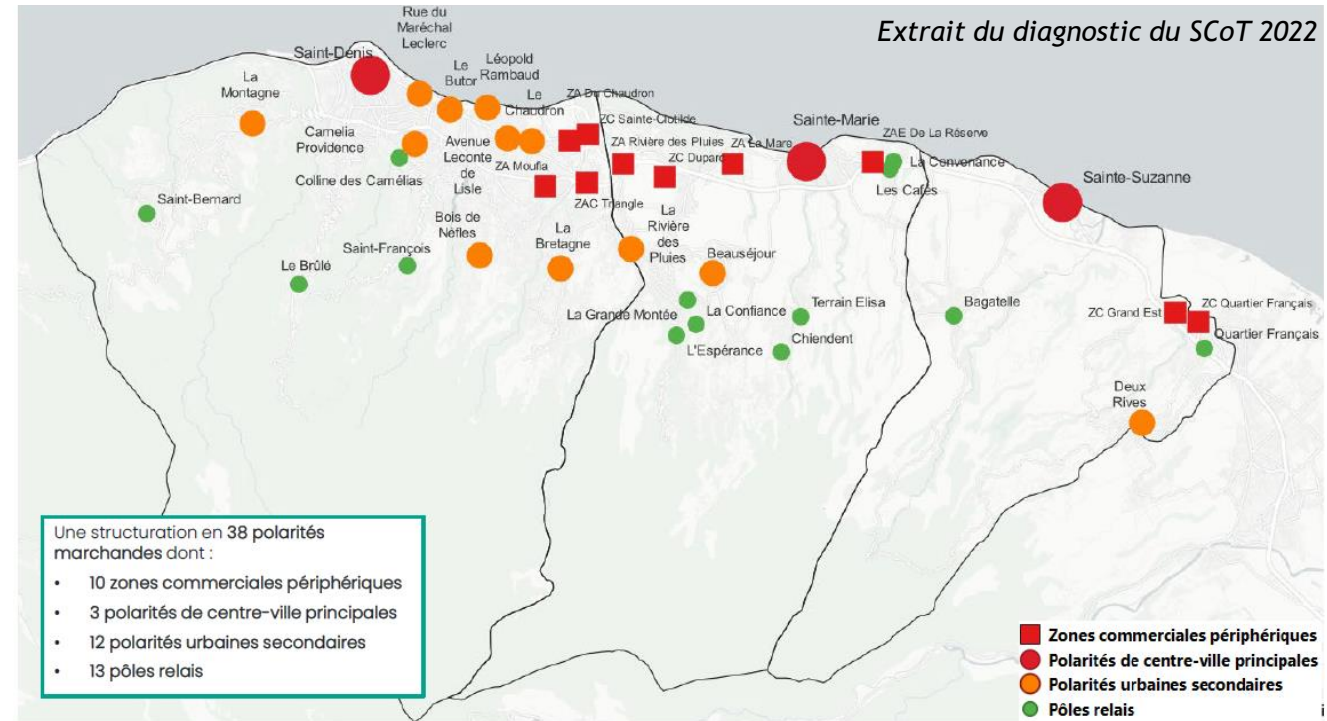 Extrait du diagnostic du SCoT 2022
Rue du
Maréchal
Leclerc
Saint-Denis
La
Montagne
Le
Butor
Léopold
Rambaud
Le
Chaudron
ZA Du Chaudron
ZC Sainte-Clotilde
Sainte-Marie
Camelia
Providence
Avenue
Leconte
de
Lisle
ZA Rivière des Pluies
ZA La Mare
ZAE De La Réserve
ZC Duparc
La Convenance
ZA Moufia
Colline des Camélias
Les Cafés
Sainte-Suzanne
Saint-Bernard
ZAC Triangle
Bois de
Nèfles
La
Bretagne
La
Rivière
des
Pluies
Saint-François
Beauséjour
Le Brûlé
La Grande Montée
La Confiance
Terrain Elisa
Bagatelle
ZC Grand Est
ZC Quartier Français
Quartier Français
L'Espérance
Chiendent
Deux
Rives
Une structuration en 38 polarités
marchandes dont :
• 10 zones commerciales périphériques
• 3 polarités de centre-ville principales
• 12 polarités urbaines secondaires
• 13 pôles relais
Zones commerciales périphériques
Polarités de centre-ville principales
Polarités urbaines secondaires
Pôles relais